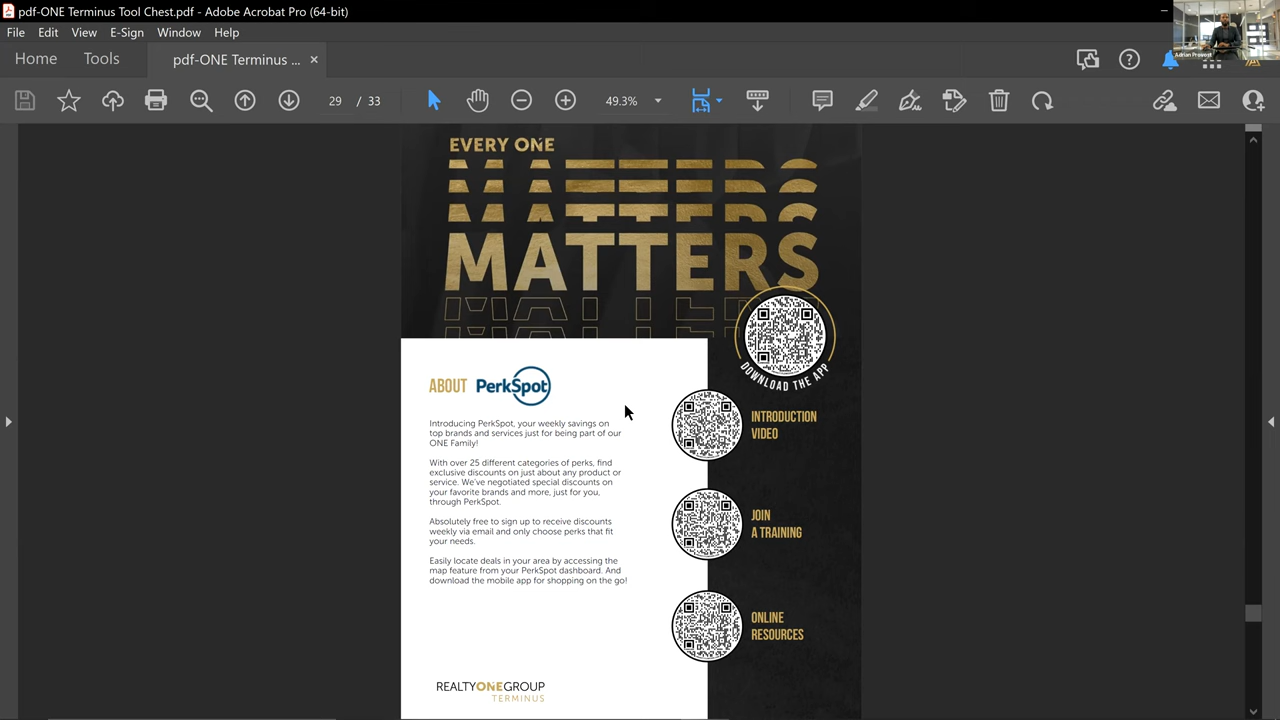 pdf-ONE Terminus Tool Chest.pdf - Adobe Acrobat Pro (64-bit)
File Edit View E-Sign Window Help
Home Tools pdf-ONE Terminus ... ×
29 / 33 49.3%
Adrian Provost
EVERY ONE
MATTERS
MATTERS
MATTERS
MATTERS
MATTERS
DOWNLOAD THE APP
ABOUT PerkSpot
Introducing PerkSpot, your weekly savings on
top brands and services just for being part of our
ONE Family!
With over 25 different categories of perks, find
exclusive discounts on just about any product or
service. We've negotiated special discounts on
your favorite brands and more, just for you,
through PerkSpot.
Absolutely free to sign up to receive discounts
weekly via email and only choose perks that fit
your needs.
Easily locate deals in your area by accessing the
map feature from your PerkSpot dashboard. And
download the mobile app for shopping on the go!
INTRODUCTION
VIDEO
JOIN
A TRAINING
ONLINE
RESOURCES
REALTYONEGROUP
TERMINUS